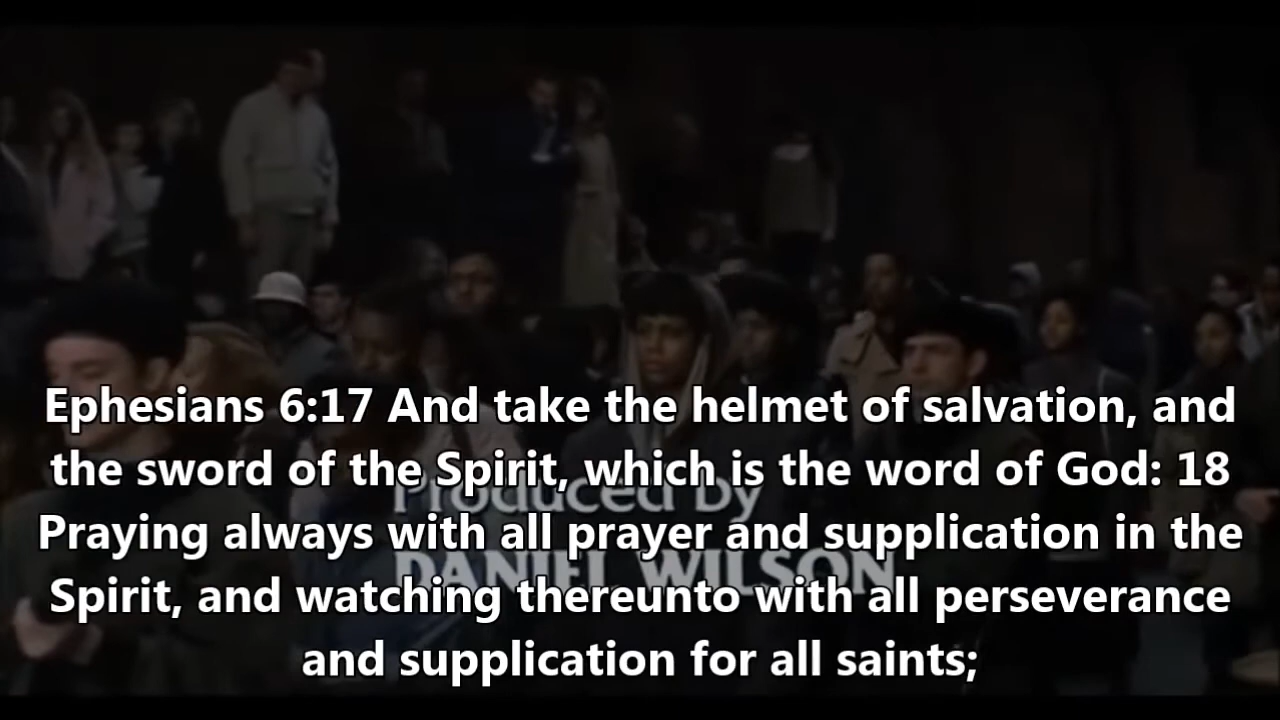 Ephesians 6:17 And take the helmet of salvation, and
the sword of the Spirit, which is the word of God: 18
Produced by
Praying always with all prayer and supplication in the
DANIEL WILSON
Spirit, and watching thereunto with all perseverance
and supplication for all saints;